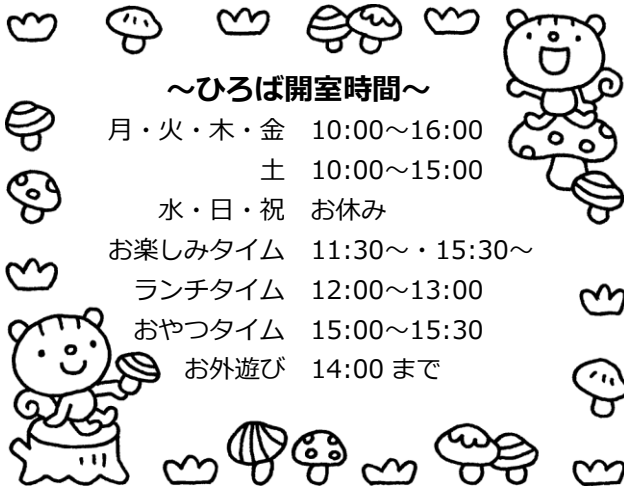 ～ひろば開室時間～
月・火・木・金　10:00～16:00
土　10:00～15:00
水・日・祝　お休み
お楽しみタイム　11:30～・15:30～
ランチタイム　12:00～13:00
おやつタイム　15:00～15:30
お外遊び　14:00 まで